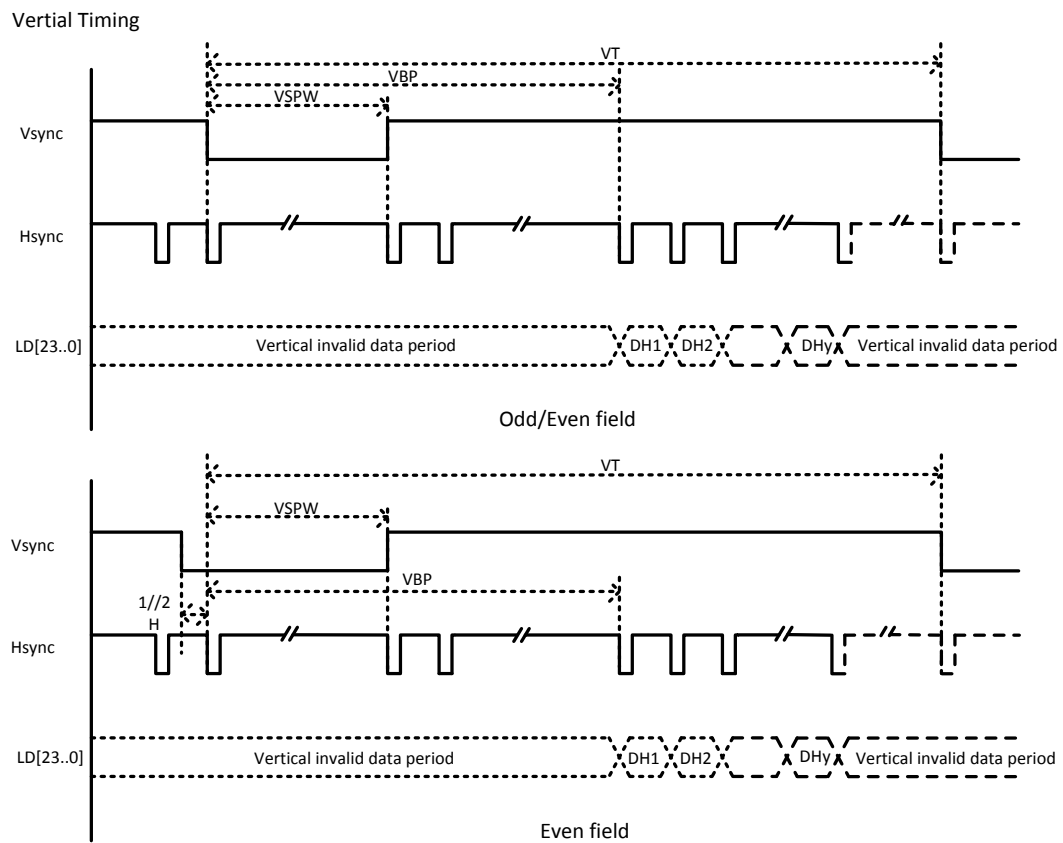 Vertial Timing
VT
VBP
VSPW
Vsync
Hsync
LD[23..0] Vertical invalid data period DH1 DH2 DHy Vertical invalid data period
Odd/Even field
VT
VSPW
Vsync
VBP
1//2
H
Hsync
LD[23..0] Vertical invalid data period DH1 DH2 DHy Vertical invalid data period
Even field